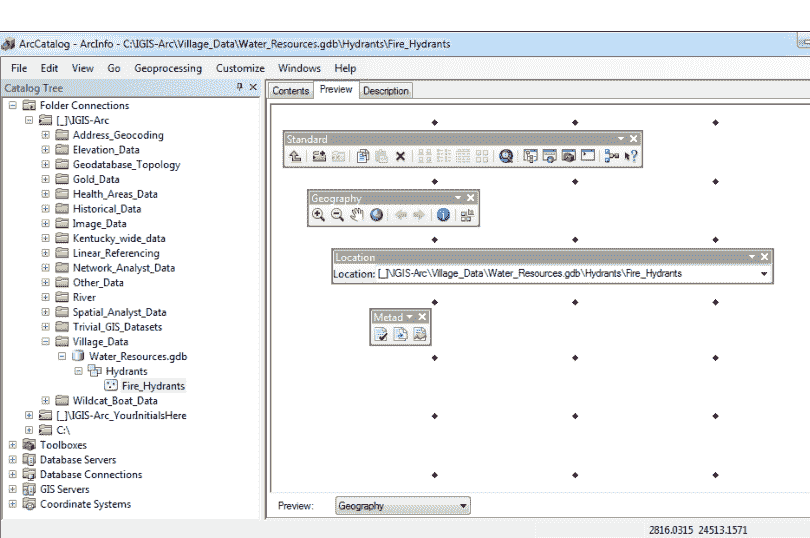 ArcCatalog - ArcInfo - C:\IGIS-Arc\Village_Data\Water_Resources.gdb\Hydrants\Fire_Hydrants
File Edit View Go Geoprocessing Customize Windows Help
Catalog Tree
Contents Preview Description
Folder Connections
[_]\IGIS-Arc
Address_Geocoding
Elevation_Data
Geodatabase_Topology
Gold_Data
Health_Areas_Data
Historical_Data
Image_Data
Kentucky_wide_data
Linear_Referencing
Network_Analyst_Data
Other_Data
River
Spatial_Analyst_Data
Trivial_GIS_Datasets
Village_Data
Water_Resources.gdb
Hydrants
Fire_Hydrants
Wildcat_Boat_Data
[_]\IGIS-Arc_YourInitialsHere
C:\
Toolboxes
Database Servers
Database Connections
GIS Servers
Coordinate Systems
Standard
Geography
Location
Location: [_]\IGIS-Arc\Village_Data\Water_Resources.gdb\Hydrants\Fire_Hydrants
Metad
Preview: Geography
2816.0315 24513.1571